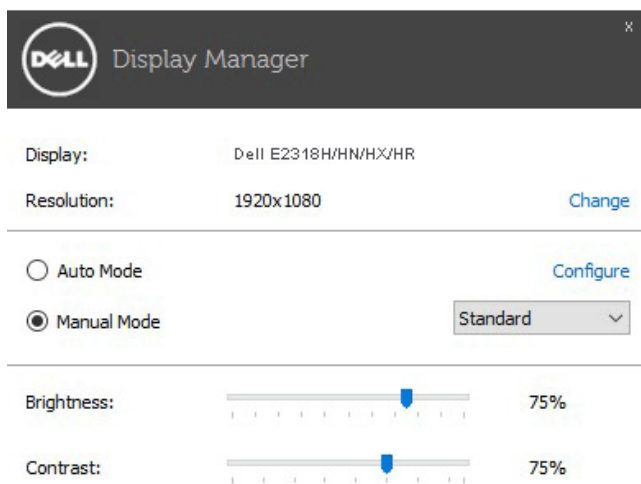 DELL Display Manager x
Display: Dell E2318H/HN/HX/HR
Resolution: 1920x1080 Change
Auto Mode Configure
Manual Mode Standard
Brightness: 75%
Contrast: 75%